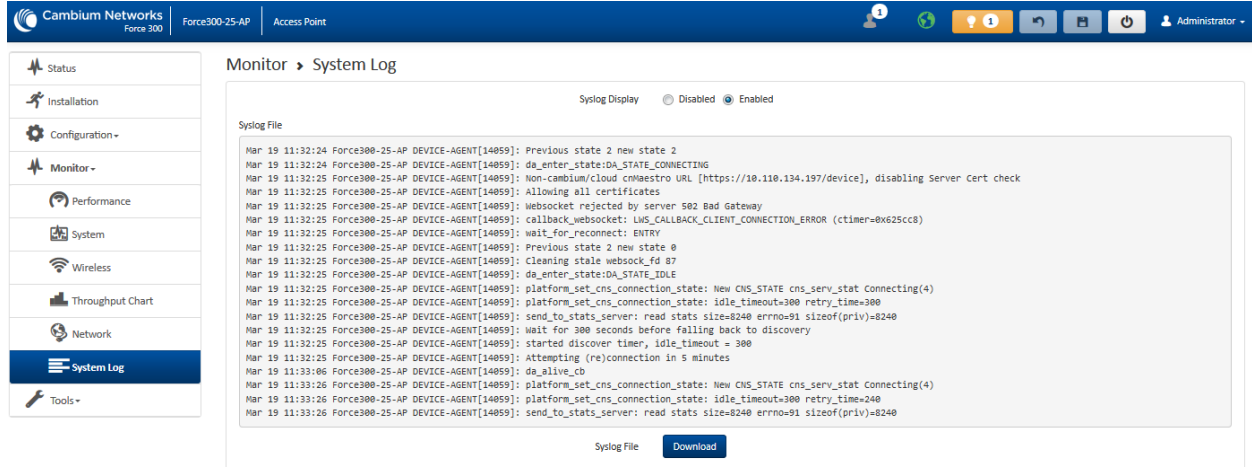 Cambium Networks
Force 300
Force300-25-AP
Access Point
1
1
Administrator
Status
Installation
Configuration
Monitor
Performance
System
Wireless
Throughput Chart
Network
System Log
Tools
Monitor > System Log
Syslog Display Disabled Enabled
Syslog File
Mar 19 11:32:24 Force300-25-AP DEVICE-AGENT[14059]: Previous state 2 new state 2
Mar 19 11:32:24 Force300-25-AP DEVICE-AGENT[14059]: da_enter_state:DA_STATE_CONNECTING
Mar 19 11:32:25 Force300-25-AP DEVICE-AGENT[14059]: Non-cambium/cloud cnMaestro URL [https://10.110.134.197/device], disabling Server Cert check
Mar 19 11:32:25 Force300-25-AP DEVICE-AGENT[14059]: Allowing all certificates
Mar 19 11:32:25 Force300-25-AP DEVICE-AGENT[14059]: Websocket rejected by server 502 Bad Gateway
Mar 19 11:32:25 Force300-25-AP DEVICE-AGENT[14059]: callback_websocket: LWS_CALLBACK_CLIENT_CONNECTION_ERROR (ctimer=0x625cc8)
Mar 19 11:32:25 Force300-25-AP DEVICE-AGENT[14059]: wait_for_reconnect: ENTRY
Mar 19 11:32:25 Force300-25-AP DEVICE-AGENT[14059]: Previous state 2 new state 0
Mar 19 11:32:25 Force300-25-AP DEVICE-AGENT[14059]: Cleaning stale websock_fd 87
Mar 19 11:32:25 Force300-25-AP DEVICE-AGENT[14059]: da_enter_state:DA_STATE_IDLE
Mar 19 11:32:25 Force300-25-AP DEVICE-AGENT[14059]: platform_set_cns_connection_state: New CNS_STATE cns_serv_stat Connecting(4)
Mar 19 11:32:25 Force300-25-AP DEVICE-AGENT[14059]: platform_set_cns_connection_state: idle_timeout=300 retry_time=300
Mar 19 11:32:25 Force300-25-AP DEVICE-AGENT[14059]: send_to_stats_server: read stats size=8240 errno=91 sizeof(priv)=8240
Mar 19 11:32:25 Force300-25-AP DEVICE-AGENT[14059]: Wait for 300 seconds before falling back to discovery
Mar 19 11:32:25 Force300-25-AP DEVICE-AGENT[14059]: started discover timer, idle_timeout = 300
Mar 19 11:32:25 Force300-25-AP DEVICE-AGENT[14059]: Attempting (re)connection in 5 minutes
Mar 19 11:33:06 Force300-25-AP DEVICE-AGENT[14059]: da_alive_cb
Mar 19 11:33:26 Force300-25-AP DEVICE-AGENT[14059]: platform_set_cns_connection_state: New CNS_STATE cns_serv_stat Connecting(4)
Mar 19 11:33:26 Force300-25-AP DEVICE-AGENT[14059]: platform_set_cns_connection_state: idle_timeout=300 retry_time=240
Mar 19 11:33:26 Force300-25-AP DEVICE-AGENT[14059]: send_to_stats_server: read stats size=8240 errno=91 sizeof(priv)=8240
Syslog File Download